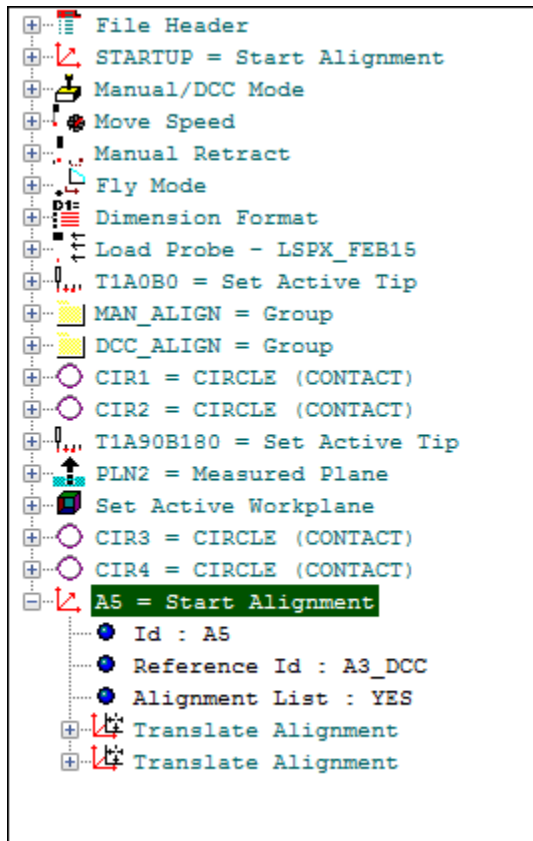 File Header
STARTUP = Start Alignment
Manual/DCC Mode
Move Speed
Manual Retract
Fly Mode
D1=
Dimension Format
Load Probe - LSPX_FEB15
T1A0B0 = Set Active Tip
MAN_ALIGN = Group
DCC_ALIGN = Group
CIR1 = CIRCLE (CONTACT)
CIR2 = CIRCLE (CONTACT)
T1A90B180 = Set Active Tip
PLN2 = Measured Plane
Set Active Workplane
CIR3 = CIRCLE (CONTACT)
CIR4 = CIRCLE (CONTACT)
A5 = Start Alignment
Id : A5
Reference Id : A3_DCC
Alignment List : YES
Translate Alignment
Translate Alignment